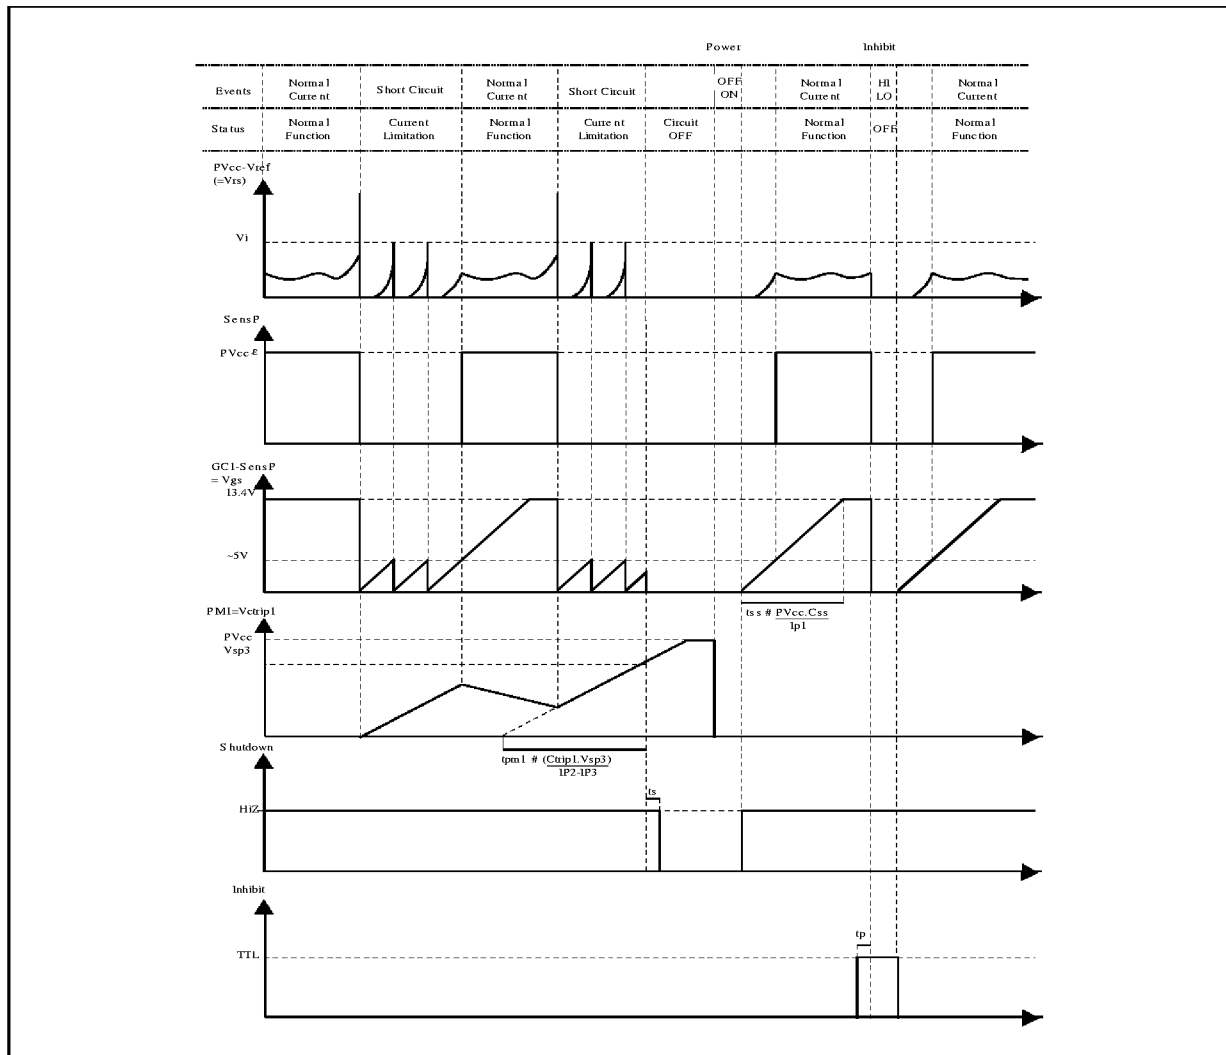 Power Inhibit
Events Normal Current Short Circuit Normal Current Short Circuit OFF ON Normal Current HI LO Normal Current
Status Normal Function Current Limitation Normal Function Current Limitation Circuit OFF Normal Function OFF Normal Function
PVcc-Vref
(=Vrs)
Vi
SensP
PVcc ε
GC1-SensP
= Vgs
13.4V
~5V
tss # PVcc.Css
Ip1
PM1=Vctrip1
PVcc
Vsp3
tpm1 # (Ctrip1.Vsp3)
IP2-IP3
Shutdown
ts
HiZ
Inhibit
tp
TTL